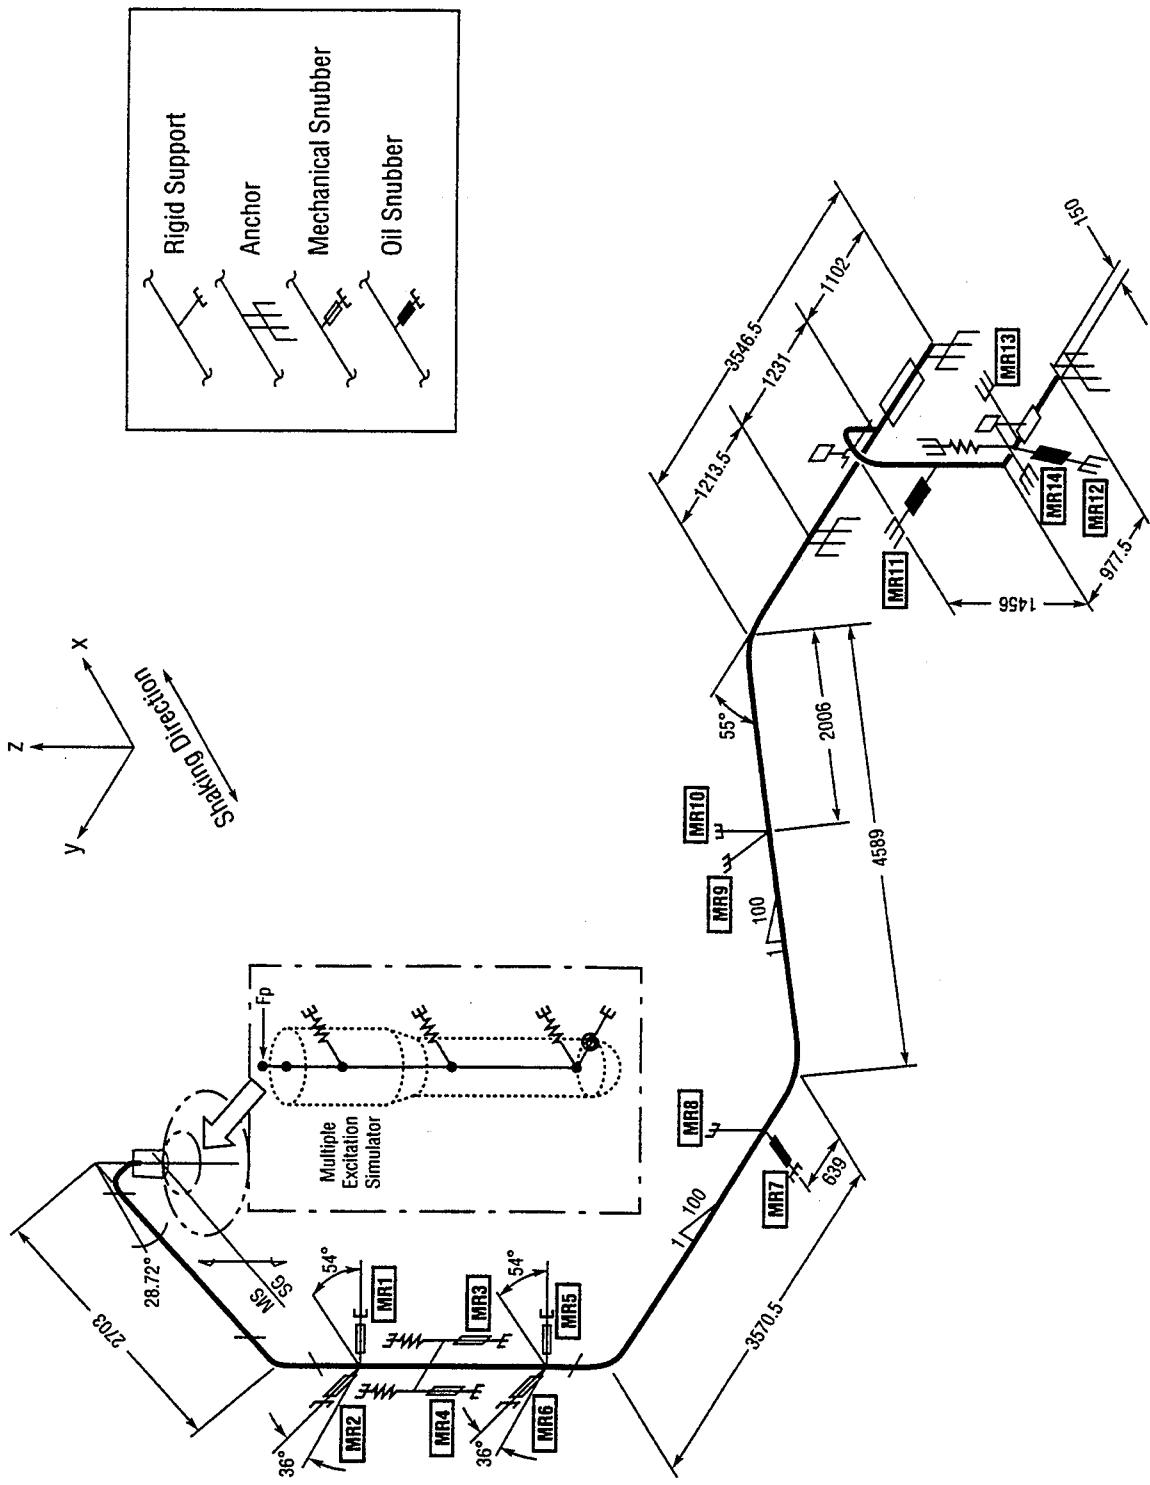 Rigid Support
Anchor
Mechanical Snubber
Oil Snubber
z
x
y
Shaking Direction
Fp
Multiple
Excitation
Simulator
2703
28.72°
MS
SG
54°
MR1
36°
MR2
MR3
MR4
54°
MR5
36°
MR6
3570.5
1
100
639
MR7
MR8
4589
1
100
MR9
MR10
2006
55°
3546.5
1213.5
1231
1102
MR11
MR12
MR13
MR14
1456
977.5
150